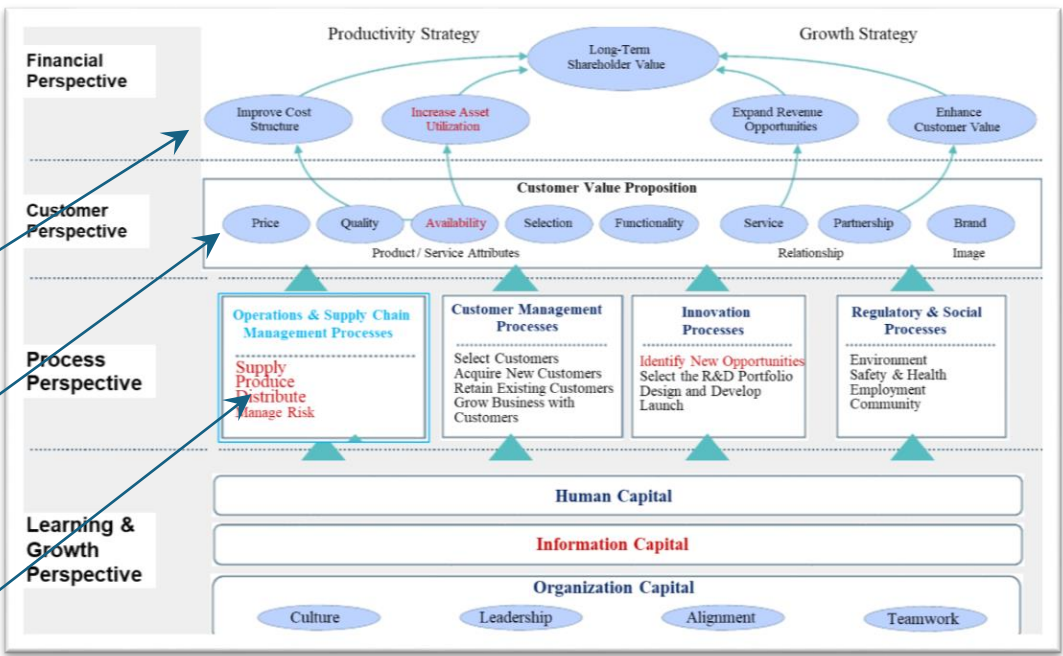 Productivity Strategy
Growth Strategy
Financial
Perspective
Long-Term
Shareholder Value
Improve Cost
Structure
Increase Asset
Utilization
Expand Revenue
Opportunities
Enhance
Customer Value
Customer
Perspective
Customer Value Proposition
Price
Quality
Availability
Selection
Functionality
Service
Partnership
Brand
Product / Service Attributes
Relationship
Image
Process
Perspective
Operations & Supply Chain
Management Processes
Supply
Produce
Distribute
Manage Risk
Customer Management
Processes
Select Customers
Acquire New Customers
Retain Existing Customers
Grow Business with
Customers
Innovation
Processes
Identify New Opportunities
Select the R&D Portfolio
Design and Develop
Launch
Regulatory & Social
Processes
Environment
Safety & Health
Employment
Community
Learning &
Growth
Perspective
Human Capital
Information Capital
Organization Capital
Culture
Leadership
Alignment
Teamwork